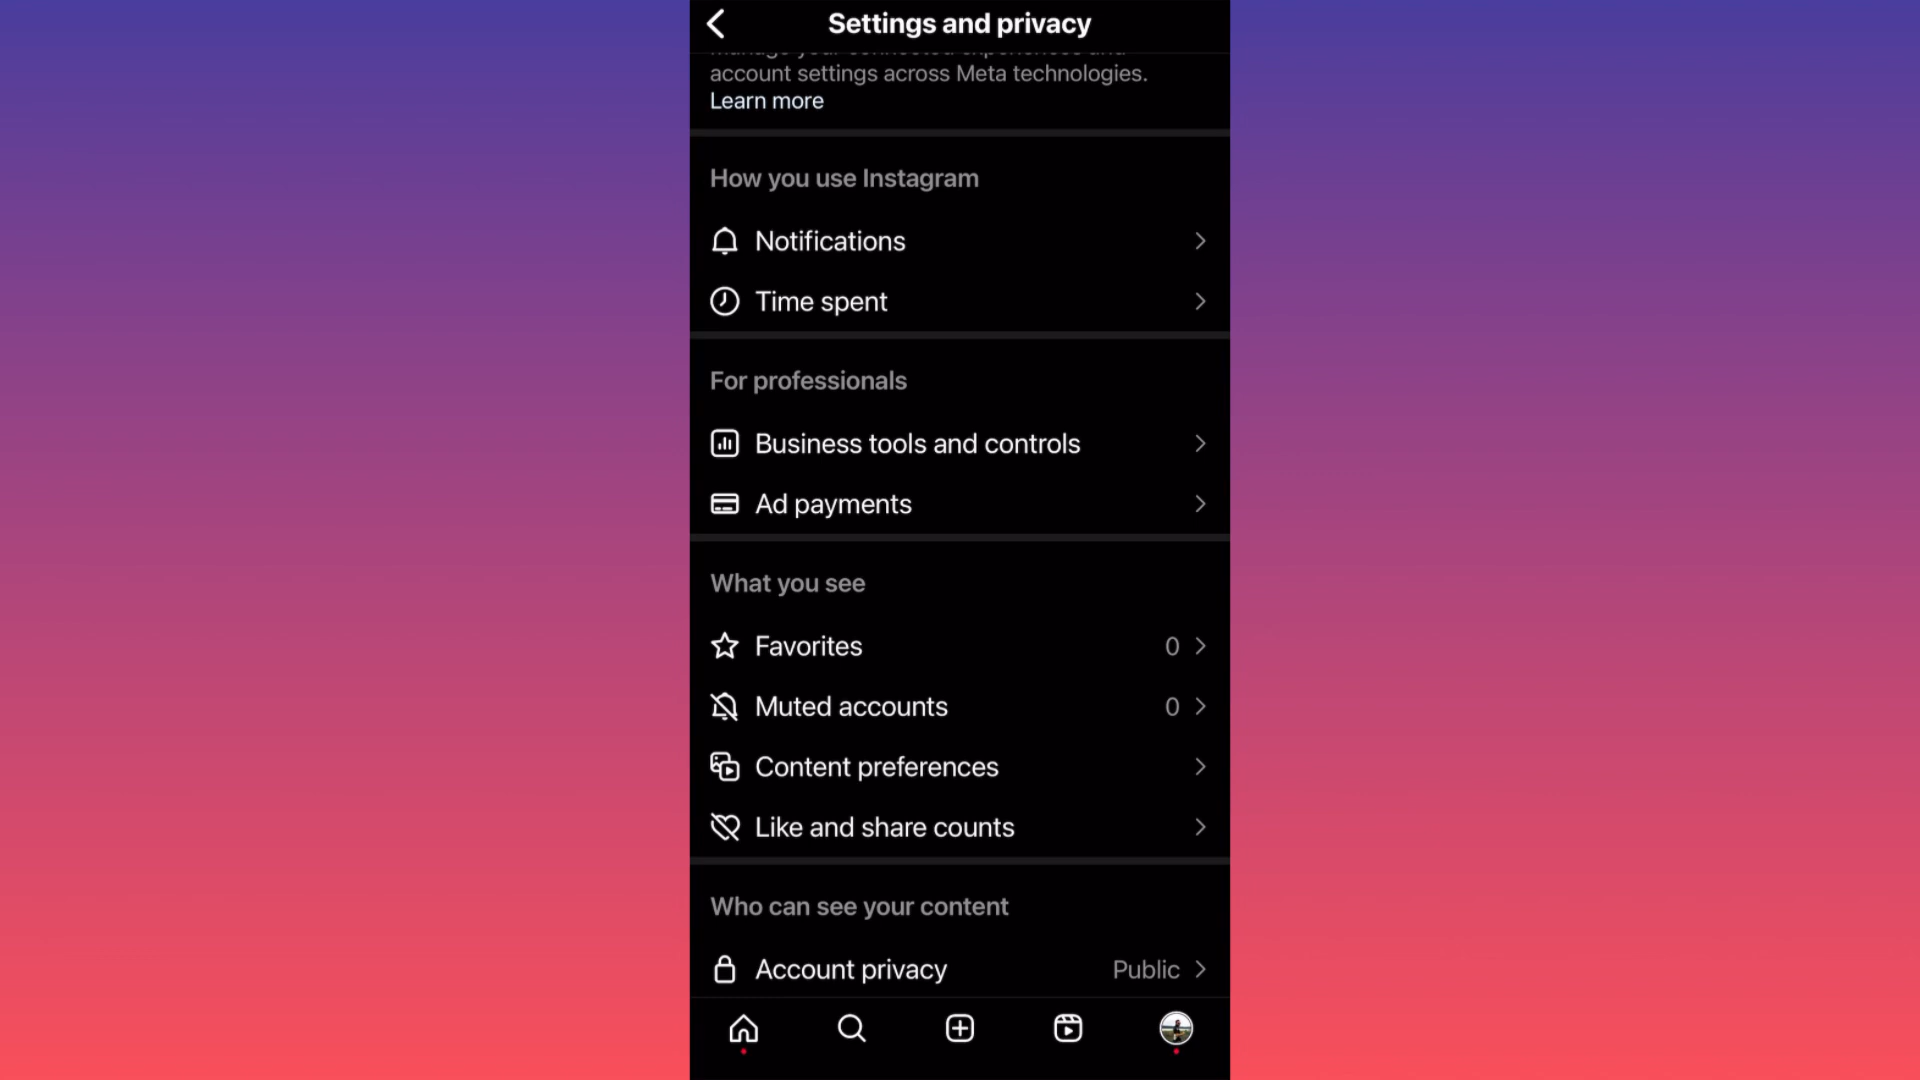 Settings and privacy
account settings across Meta technologies.
Learn more
How you use Instagram
Notifications
Time spent
For professionals
Business tools and controls
Ad payments
What you see
Favorites 0
Muted accounts 0
Content preferences
Like and share counts
Who can see your content
Account privacy Public